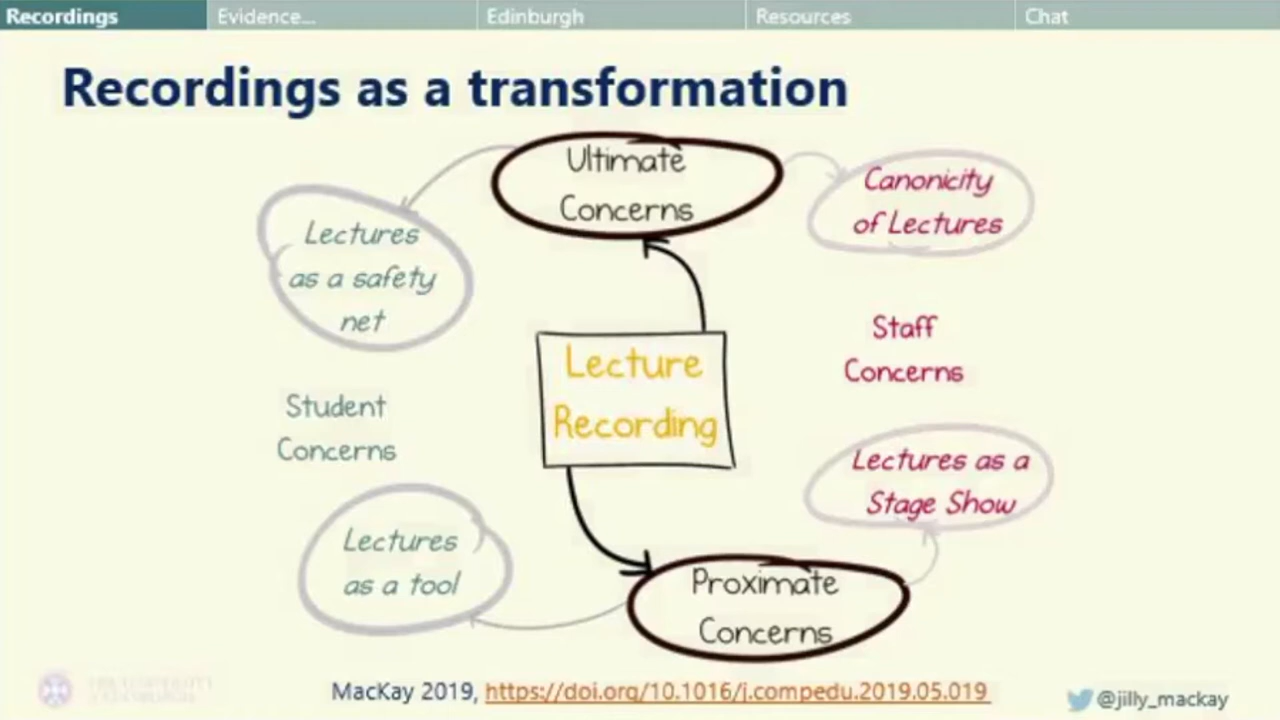 Recordings
Evidence...
Edinburgh
Resources
Chat
Recordings as a transformation
Ultimate
Concerns
Canonicity
of Lectures
Lectures
as a safety
net
Staff
Concerns
Lecture
Recording
Student
Concerns
Lectures as a
Stage Show
Lectures
as a tool
Proximate
Concerns
MacKay 2019, https://doi.org/10.1016/j.compedu.2019.05.019
@jilly_mackay